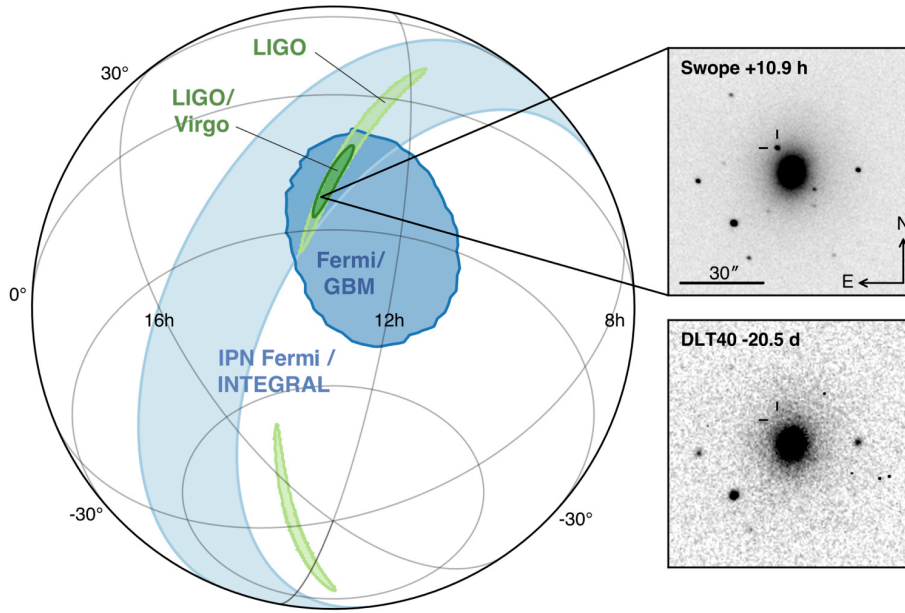 LIGO
30°
LIGO/
Virgo
Fermi/
GBM
0°
16h
12h
8h
IPN Fermi /
INTEGRAL
-30°
-30°
Swope +10.9 h
N
30″
E
DLT40 -20.5 d